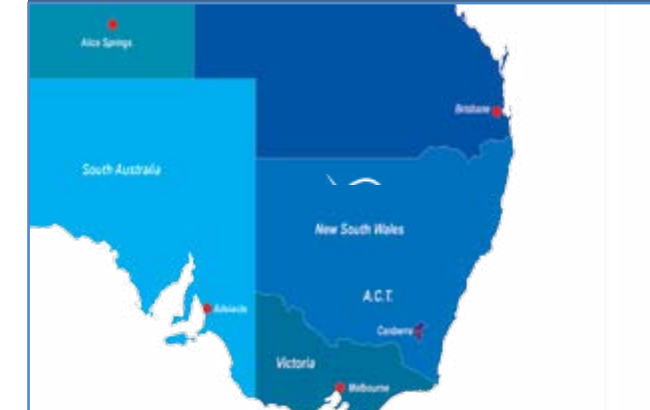 Alice Springs
Brisbane
South Australia
New South Wales
A.C.T.
Adelaide
Canberra
Victoria
Melbourne